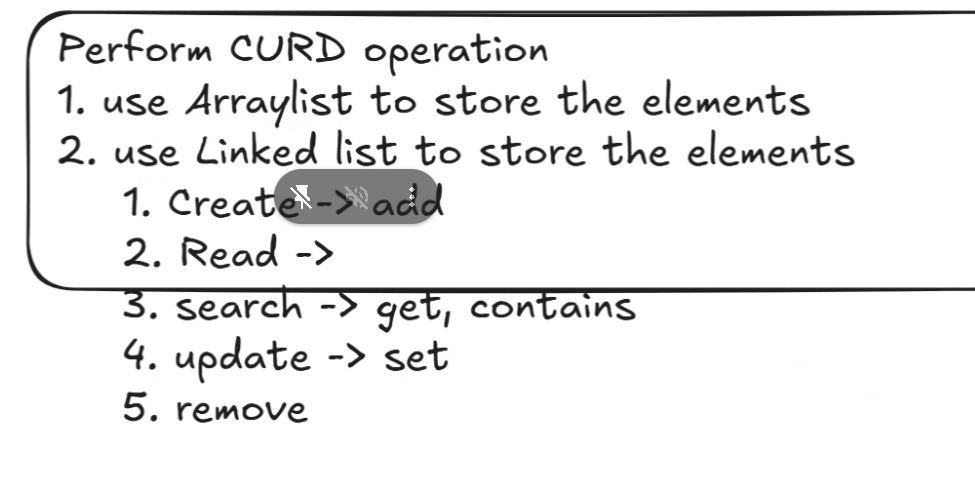 Perform CURD operation
1. use Arraylist to store the elements
2. use Linked list to store the elements
1. Create -> add
2. Read ->
3. search -> get, contains
4. update -> set
5. remove